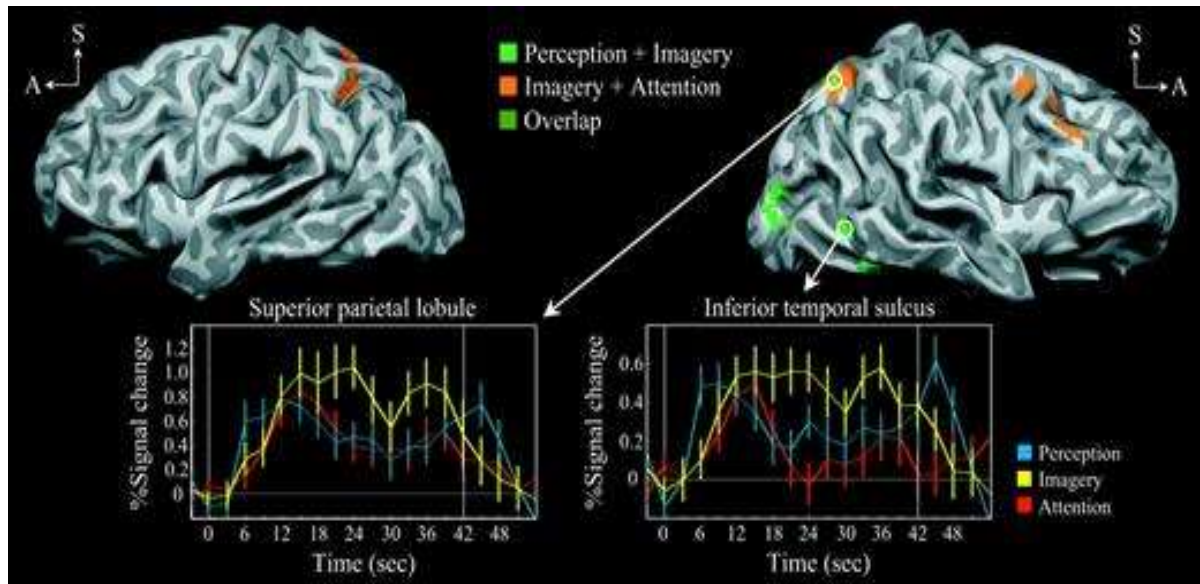 S
A
Perception + Imagery
Imagery + Attention
Overlap
S
A
Superior parietal lobule
%Signal change
1.2
1.0
0.8
0.6
0.4
0.2
0
0 6 12 18 24 30 36 42 48
Time (sec)
Inferior temporal sulcus
%Signal change
0.6
0.4
0.2
0
0 6 12 18 24 30 36 42 48
Time (sec)
Perception
Imagery
Attention